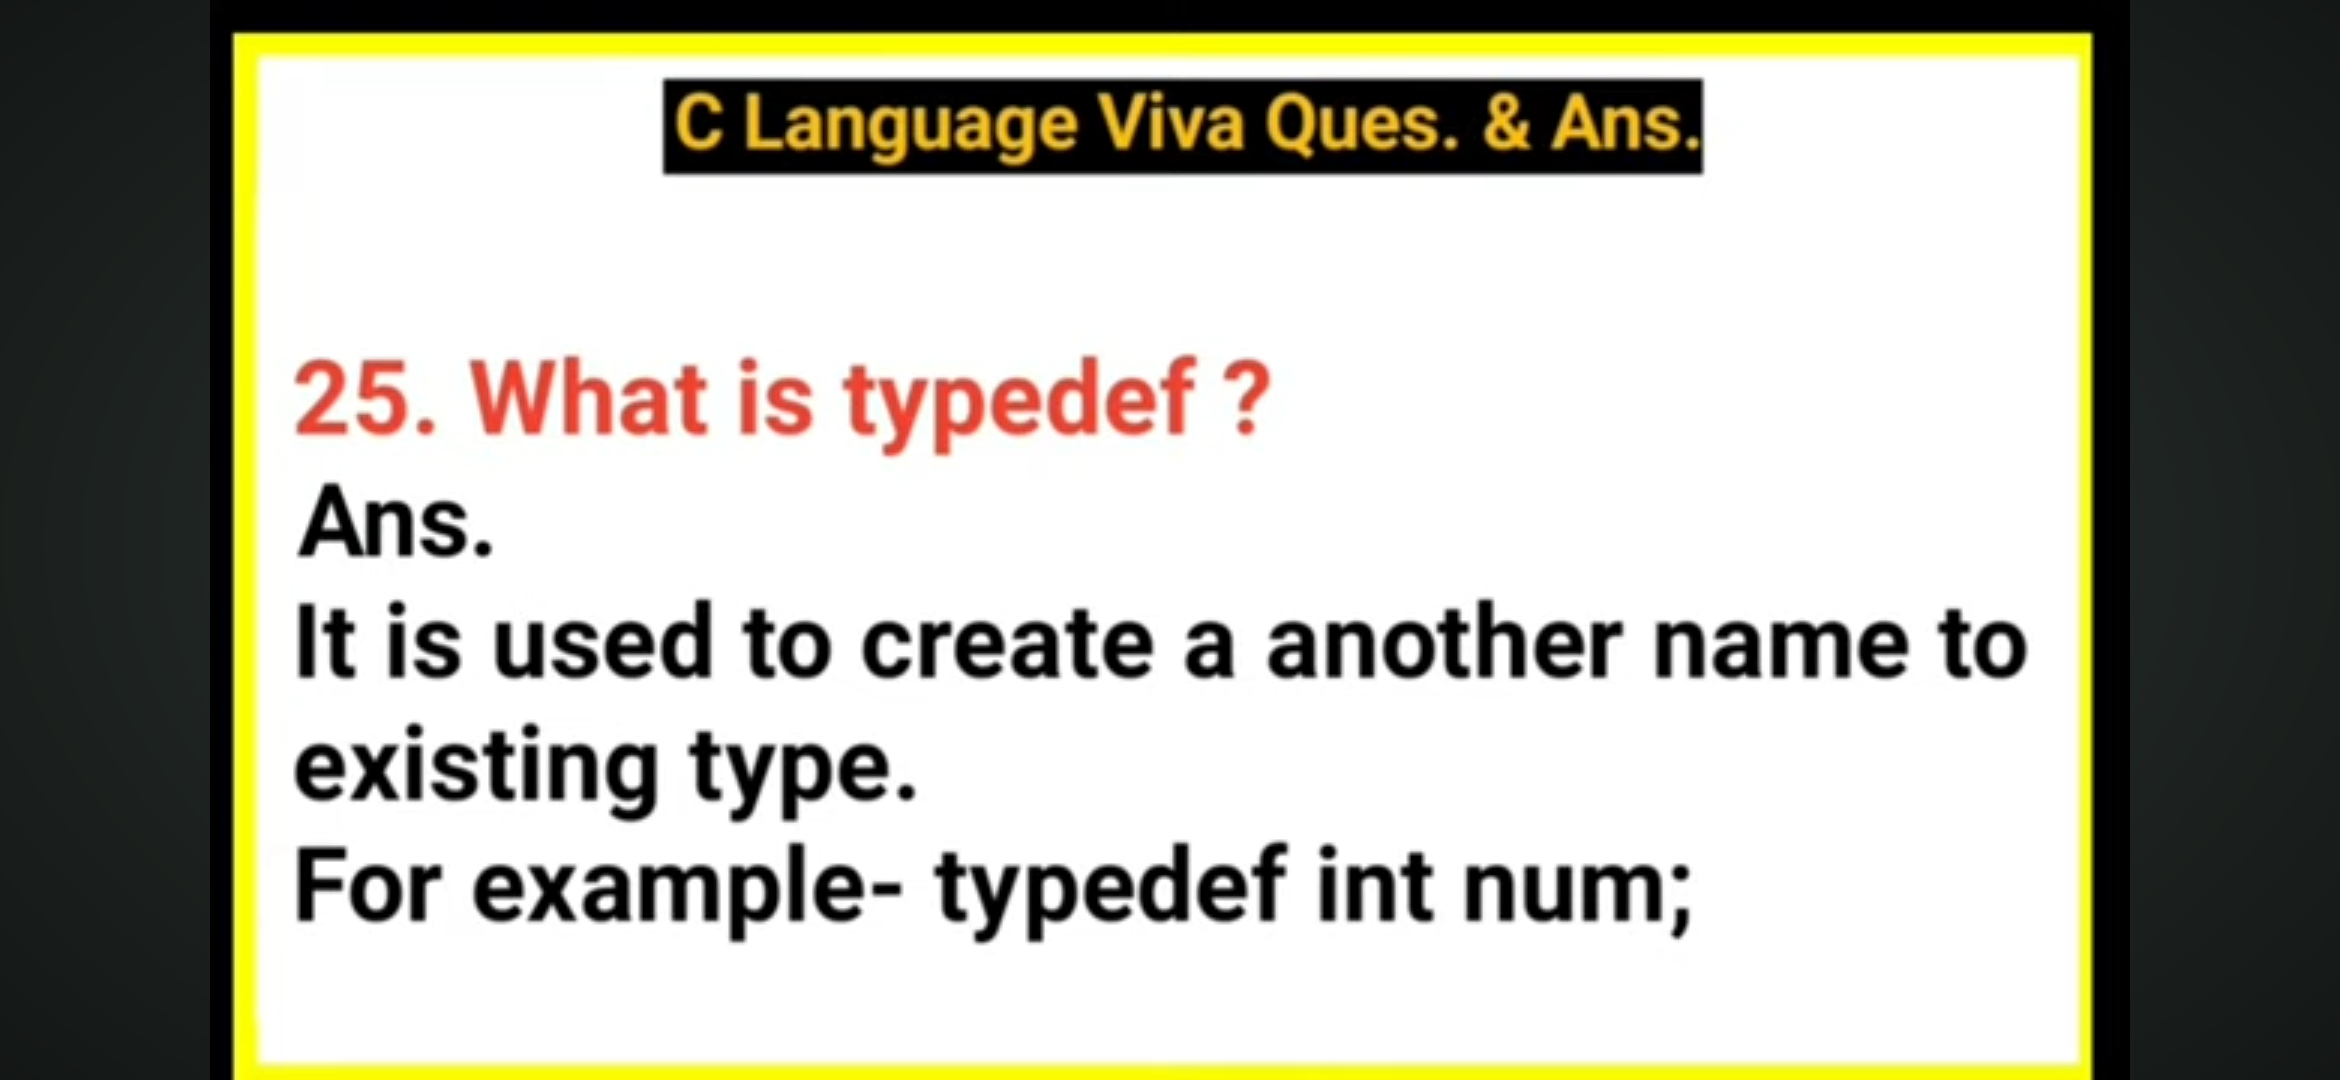 C Language Viva Ques. & Ans.
25. What is typedef ?
Ans.
It is used to create a another name to
existing type.
For example- typedef int num;